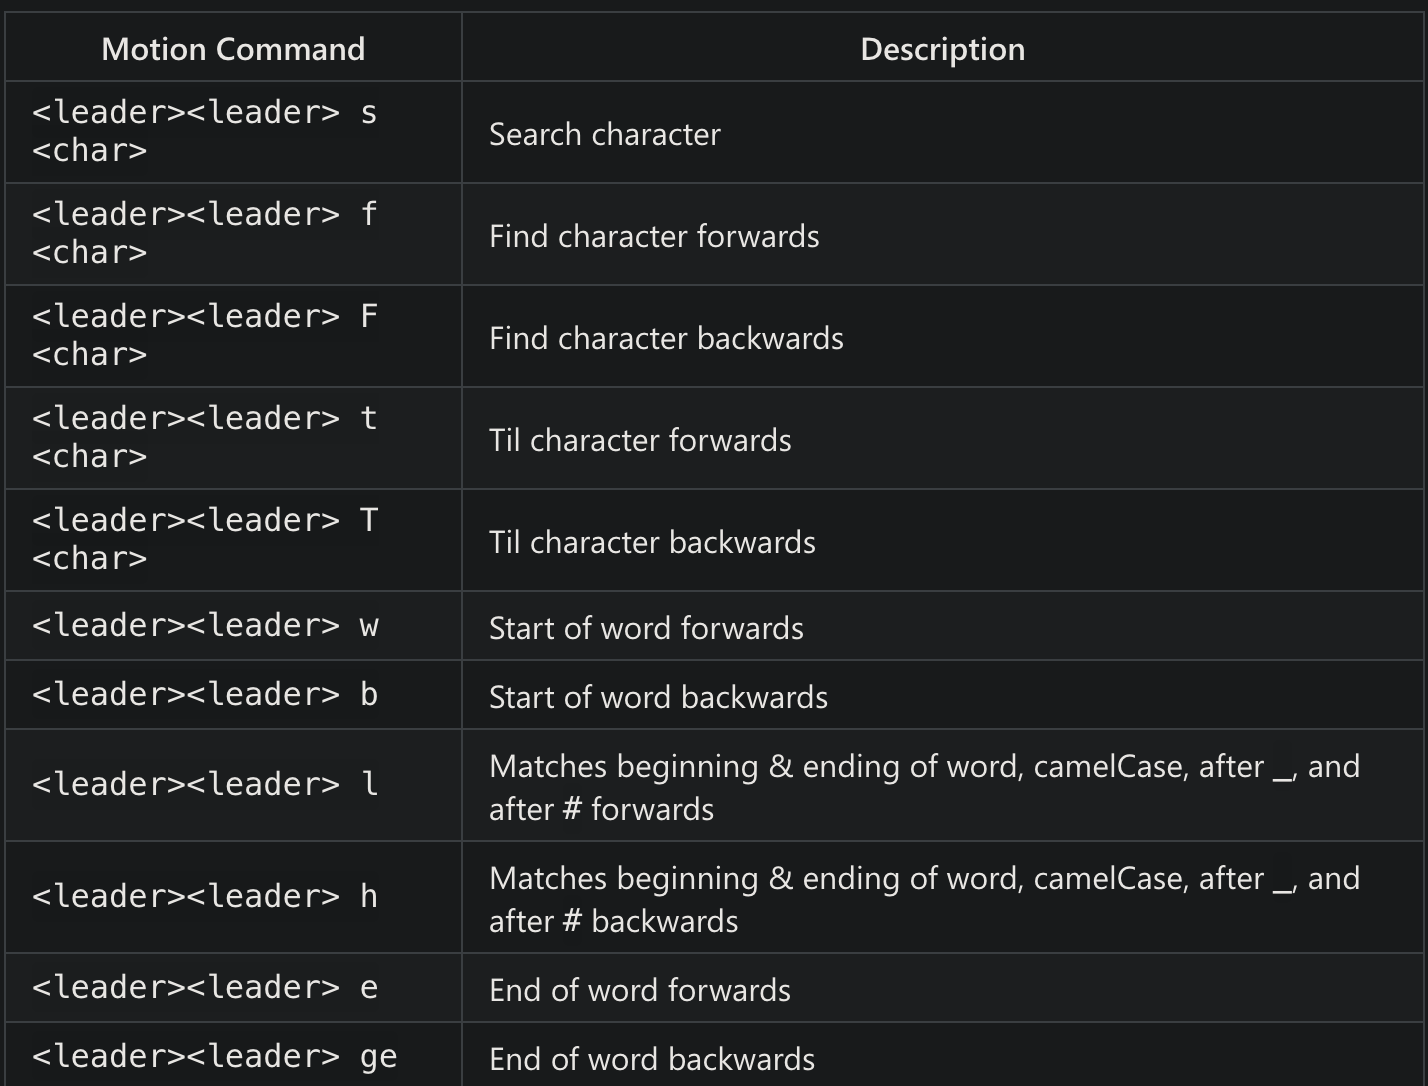 Motion Command
Description
<leader><leader> s
<char>
Search character
<leader><leader> f
<char>
Find character forwards
<leader><leader> F
<char>
Find character backwards
<leader><leader> t
<char>
Til character forwards
<leader><leader> T
<char>
Til character backwards
<leader><leader> w
Start of word forwards
<leader><leader> b
Start of word backwards
<leader><leader> l
Matches beginning & ending of word, camelCase, after _, and
after # forwards
<leader><leader> h
Matches beginning & ending of word, camelCase, after _, and
after # backwards
<leader><leader> e
End of word forwards
<leader><leader> ge
End of word backwards